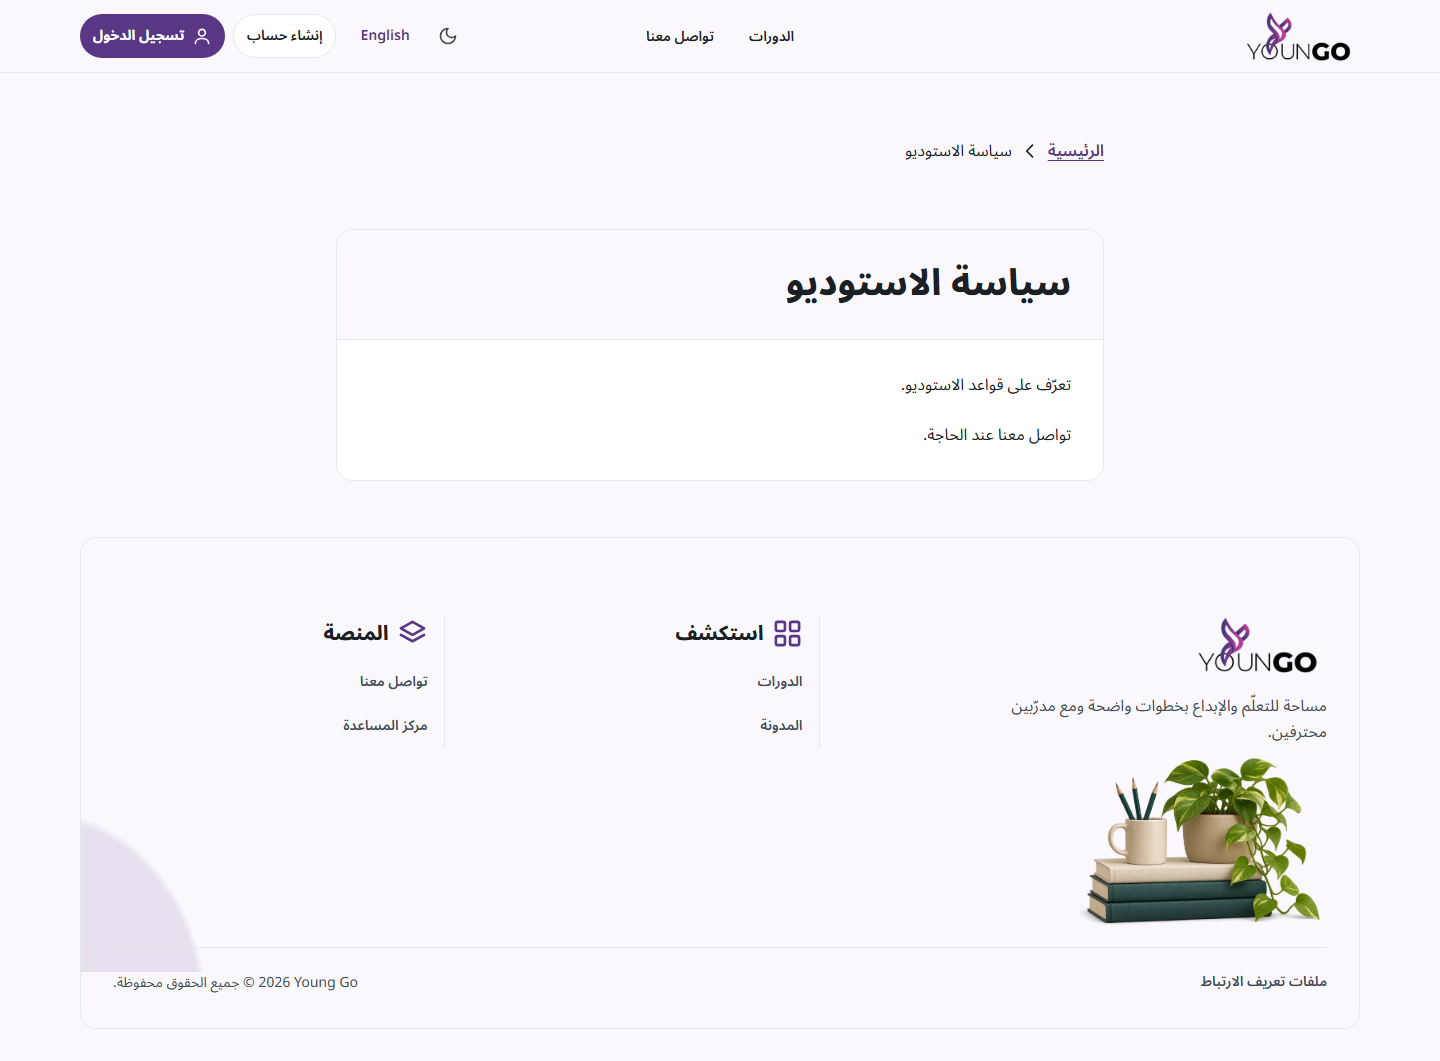 YOUNGO
الدورات
تواصل معنا
English
إنشاء حساب
تسجيل الدخول
الرئيسية
سياسة الاستوديو
سياسة الاستوديو
تعرّف على قواعد الاستوديو.
تواصل معنا عند الحاجة.
YOUNGO
مساحة للتعلّم والإبداع بخطوات واضحة ومع مدرّبين
محترفين.
استكشف
الدورات
المدونة
المنصة
تواصل معنا
مركز المساعدة
ملفات تعريف الارتباط
Young Go 2026 © جميع الحقوق محفوظة.